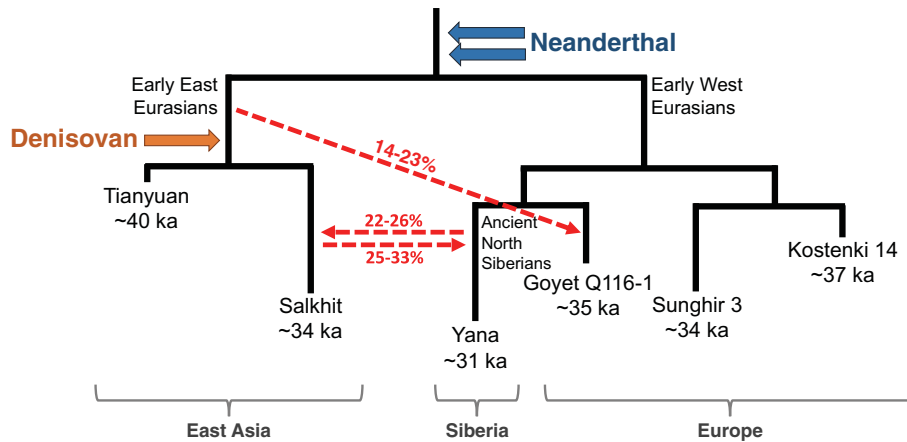 Neanderthal
Early East
Eurasians
Early West
Eurasians
Denisovan
14-23%
Tianyuan
~40 ka
22-26%
25-33%
Ancient
North
Siberians
Salkhit
~34 ka
Yana
~31 ka
Goyet Q116-1
~35 ka
Sunghir 3
~34 ka
Kostenki 14
~37 ka
East Asia
Siberia
Europe